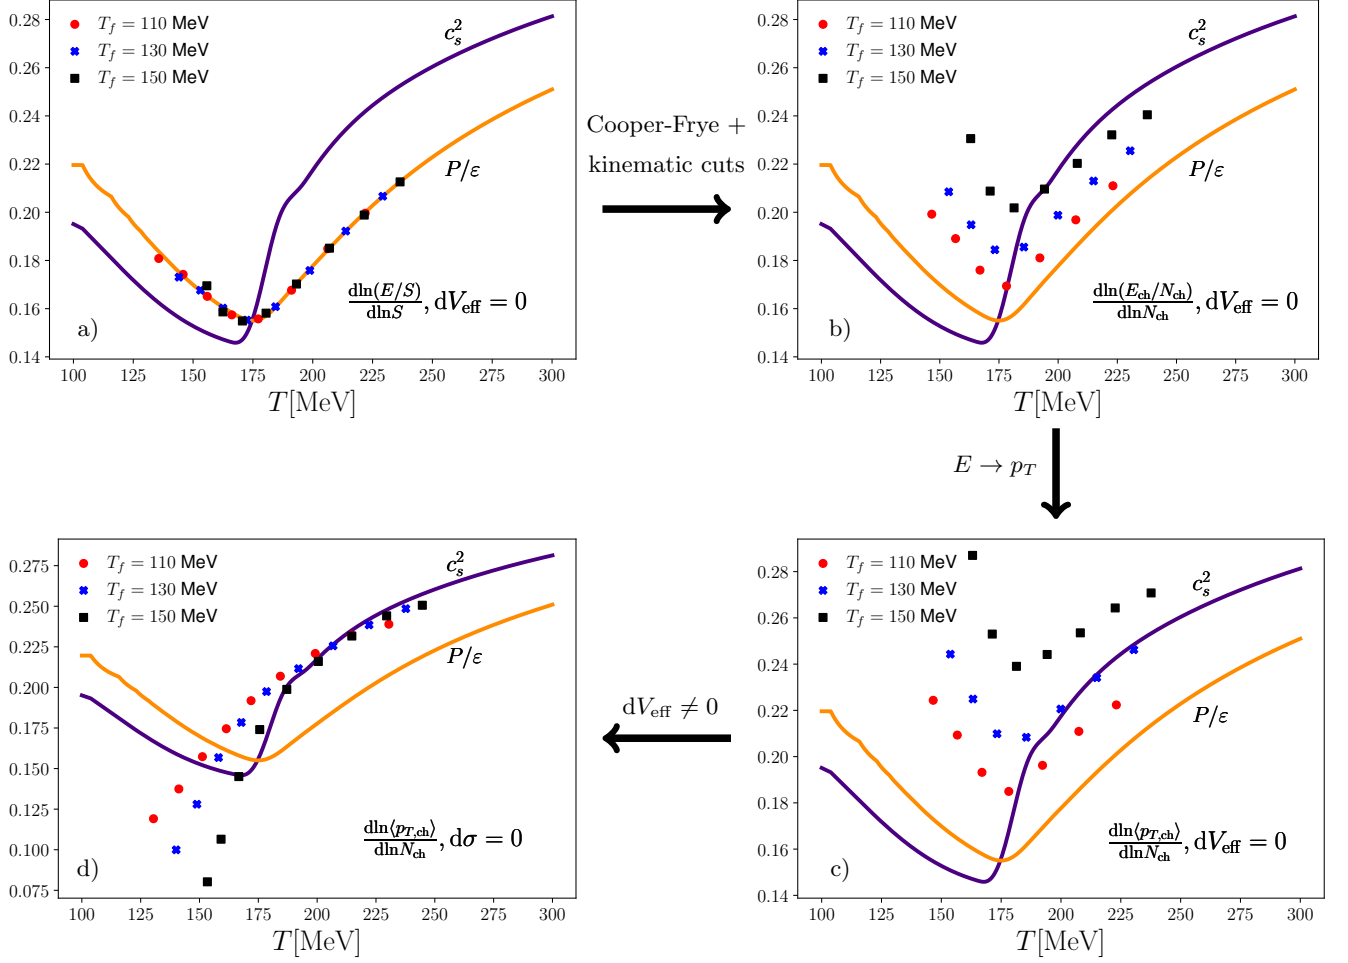 0.28
0.26
0.24
0.22
0.20
0.18
0.16
0.14
T_f = 110 MeV
T_f = 130 MeV
T_f = 150 MeV
c_s^2
P/ε
dln(E/S)/dlnS, dV_eff = 0
a)
100 125 150 175 200 225 250 275 300
T[MeV]
Cooper-Frye +
kinematic cuts
0.28
0.26
0.24
0.22
0.20
0.18
0.16
0.14
T_f = 110 MeV
T_f = 130 MeV
T_f = 150 MeV
c_s^2
P/ε
dln(E_ch/N_ch)/dlnN_ch, dV_eff = 0
b)
100 125 150 175 200 225 250 275 300
T[MeV]
E → p_T
0.28
0.26
0.24
0.22
0.20
0.18
0.16
0.14
T_f = 110 MeV
T_f = 130 MeV
T_f = 150 MeV
c_s^2
P/ε
dln⟨p_T,ch⟩/dlnN_ch, dV_eff = 0
c)
100 125 150 175 200 225 250 275 300
T[MeV]
dV_eff ≠ 0
0.275
0.250
0.225
0.200
0.175
0.150
0.125
0.100
0.075
T_f = 110 MeV
T_f = 130 MeV
T_f = 150 MeV
c_s^2
P/ε
dln⟨p_T,ch⟩/dlnN_ch, dσ = 0
d)
100 125 150 175 200 225 250 275 300
T[MeV]